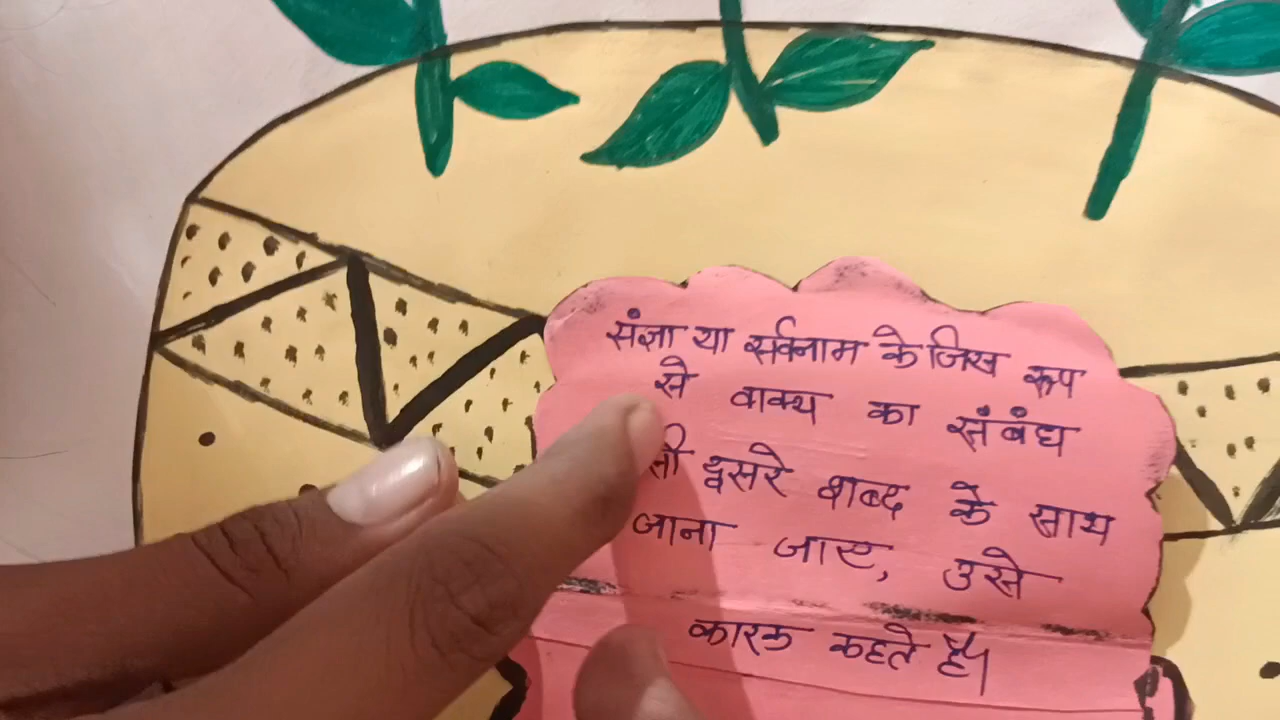 संज्ञा या सर्वनाम के जिस रूप
से वाक्य का संबंध
सी दूसरे शब्द के साथ
जाना जाए, उसे
कारक कहते हैं।